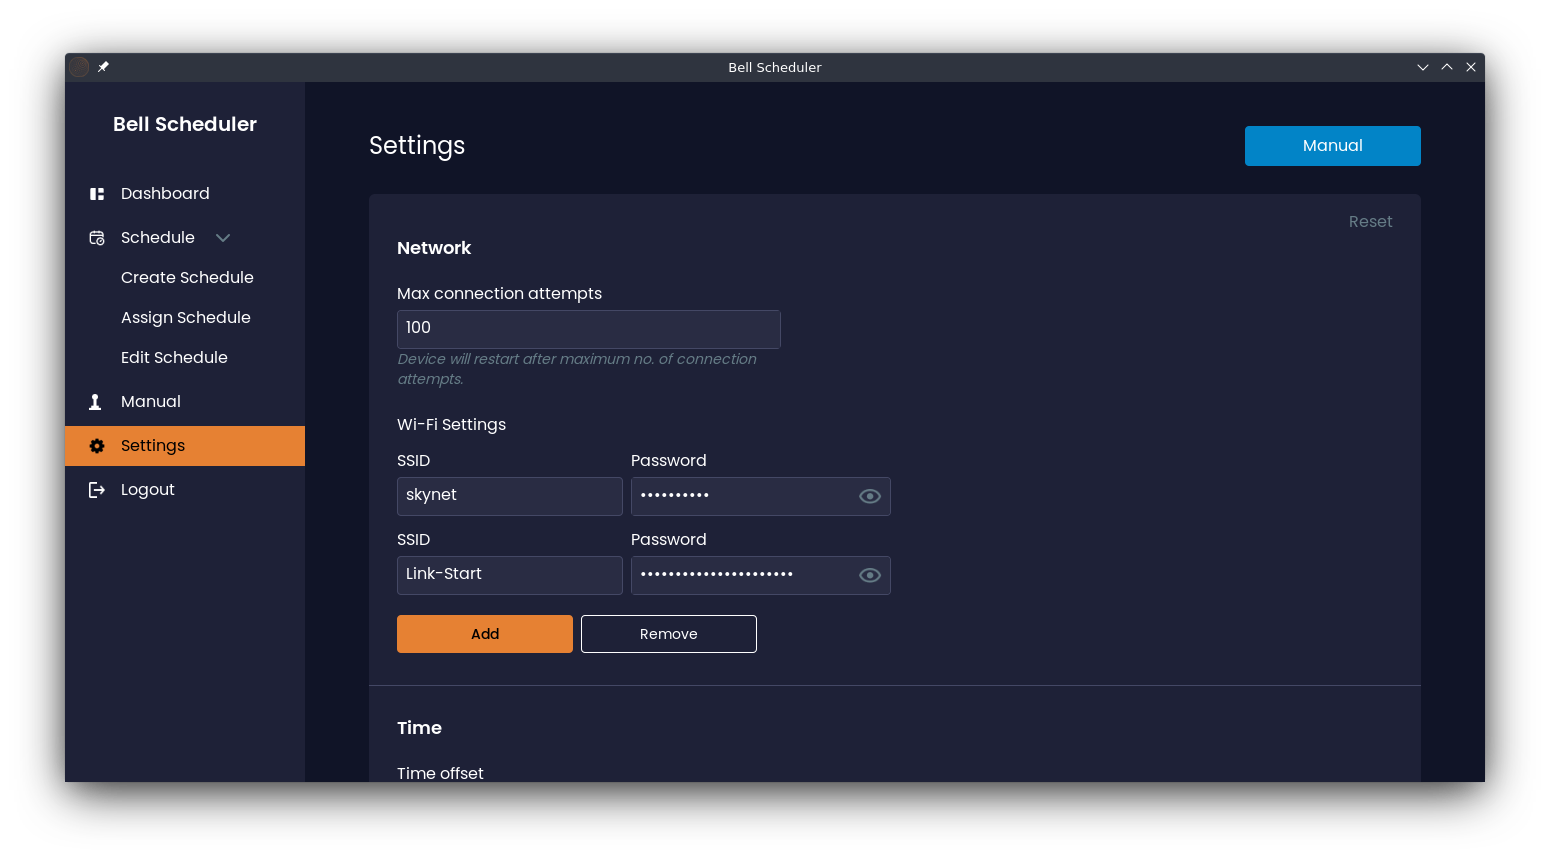 Bell Scheduler
Bell Scheduler
Dashboard
Schedule
Create Schedule
Assign Schedule
Edit Schedule
Manual
Settings
Logout
Settings
Manual
Reset
Network
Max connection attempts
100
Device will restart after maximum no. of connection
attempts.
Wi-Fi Settings
SSID Password
skynet ••••••••••
SSID Password
Link-Start ••••••••••••••••••••••
Add Remove
Time
Time offset